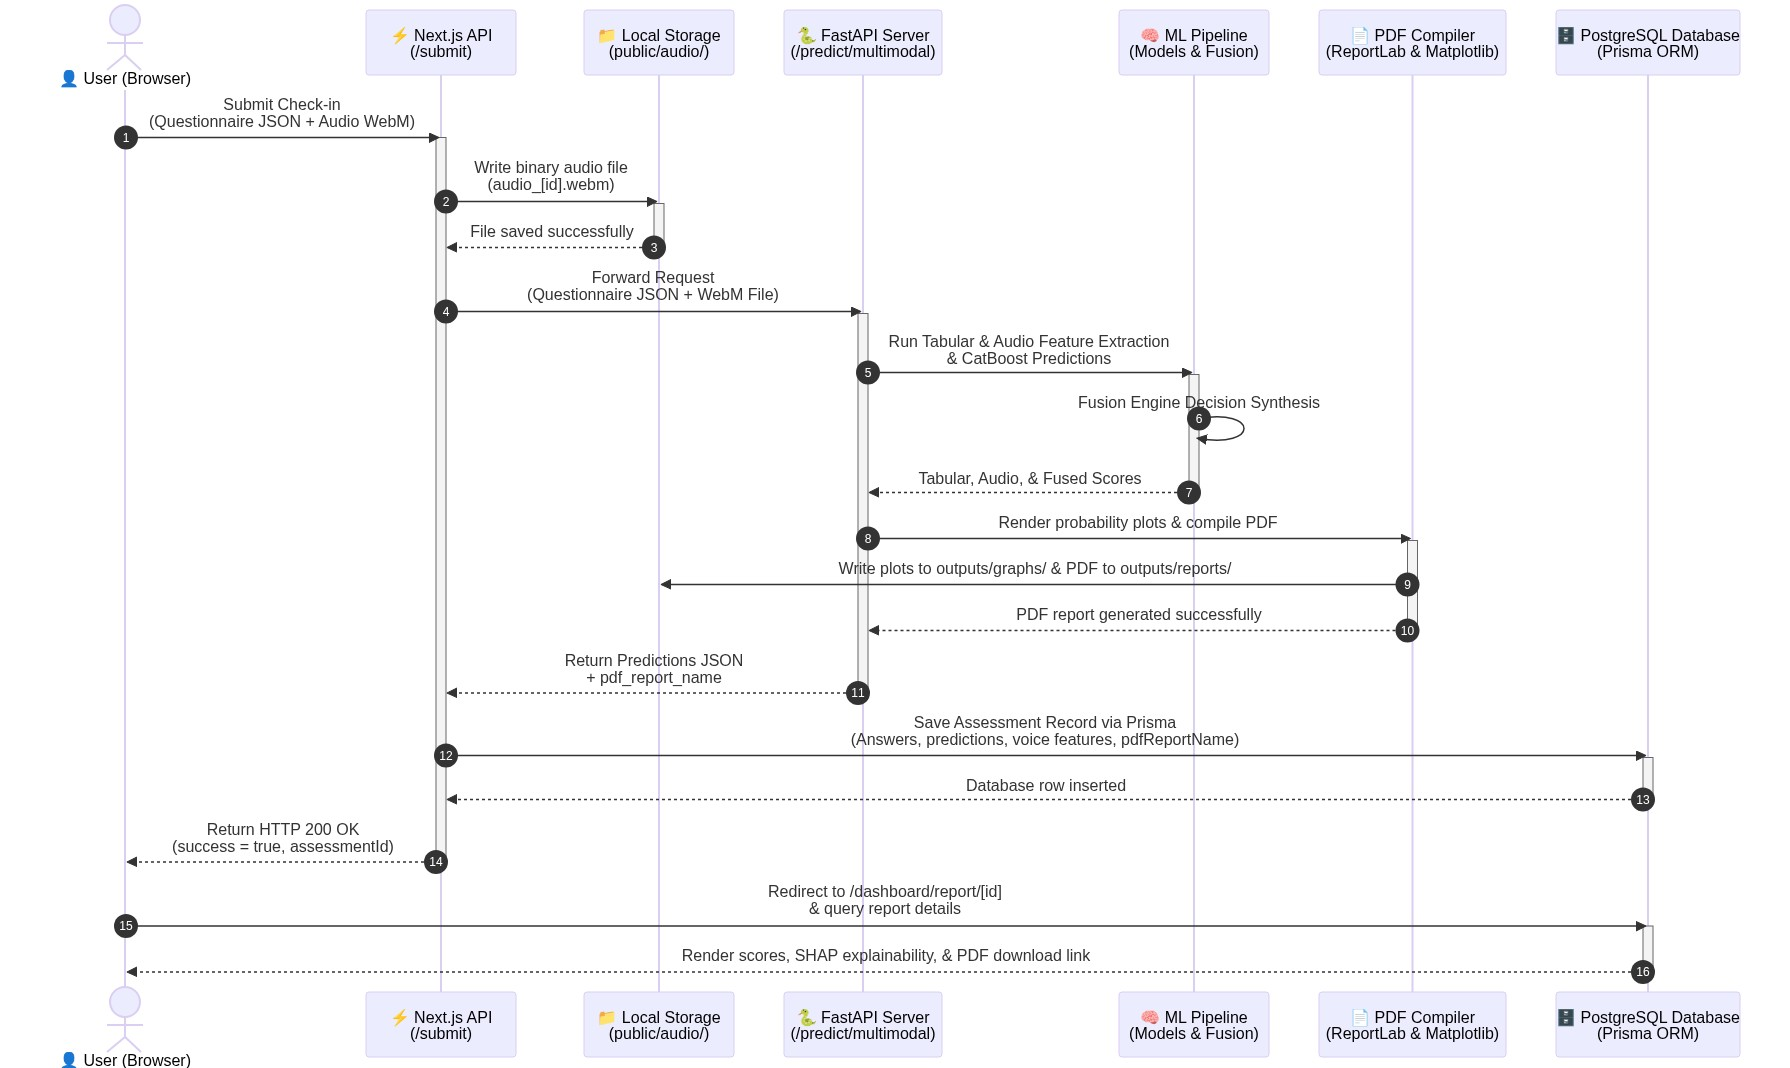 👤 User (Browser)
⚡ Next.js API
(/submit)
📁 Local Storage
(public/audio/)
🐍 FastAPI Server
(/predict/multimodal)
🧠 ML Pipeline
(Models & Fusion)
📄 PDF Compiler
(ReportLab & Matplotlib)
🗄️ PostgreSQL Database
(Prisma ORM)
Submit Check-in
(Questionnaire JSON + Audio WebM)
1
Write binary audio file
(audio_[id].webm)
2
File saved successfully
3
Forward Request
(Questionnaire JSON + WebM File)
4
Run Tabular & Audio Feature Extraction
& CatBoost Predictions
5
Fusion Engine Decision Synthesis
6
Tabular, Audio, & Fused Scores
7
Render probability plots & compile PDF
8
Write plots to outputs/graphs/ & PDF to outputs/reports/
9
PDF report generated successfully
10
Return Predictions JSON
+ pdf_report_name
11
Save Assessment Record via Prisma
(Answers, predictions, voice features, pdfReportName)
12
Database row inserted
13
Return HTTP 200 OK
(success = true, assessmentId)
14
Redirect to /dashboard/report/[id]
& query report details
15
Render scores, SHAP explainability, & PDF download link
16
👤 User (Browser)
⚡ Next.js API
(/submit)
📁 Local Storage
(public/audio/)
🐍 FastAPI Server
(/predict/multimodal)
🧠 ML Pipeline
(Models & Fusion)
📄 PDF Compiler
(ReportLab & Matplotlib)
🗄️ PostgreSQL Database
(Prisma ORM)